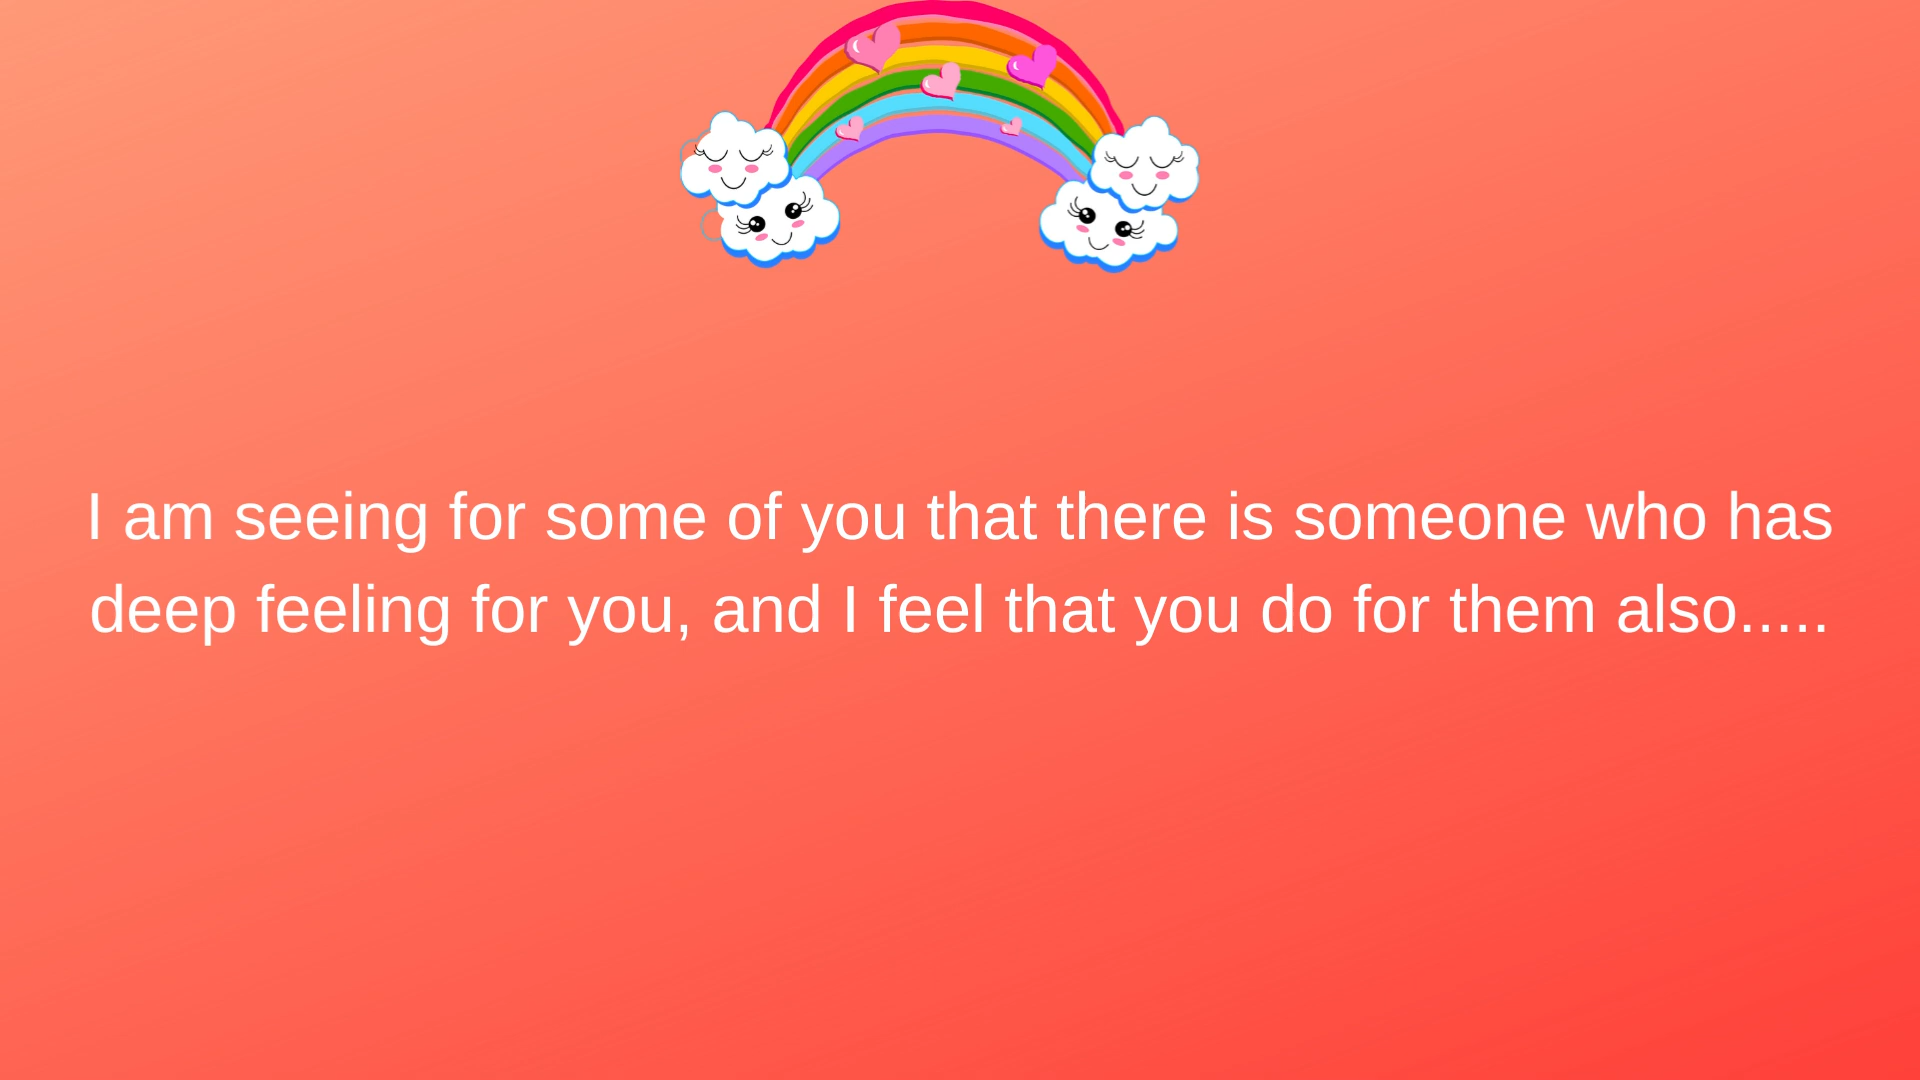 I am seeing for some of you that there is someone who has
deep feeling for you, and I feel that you do for them also.....